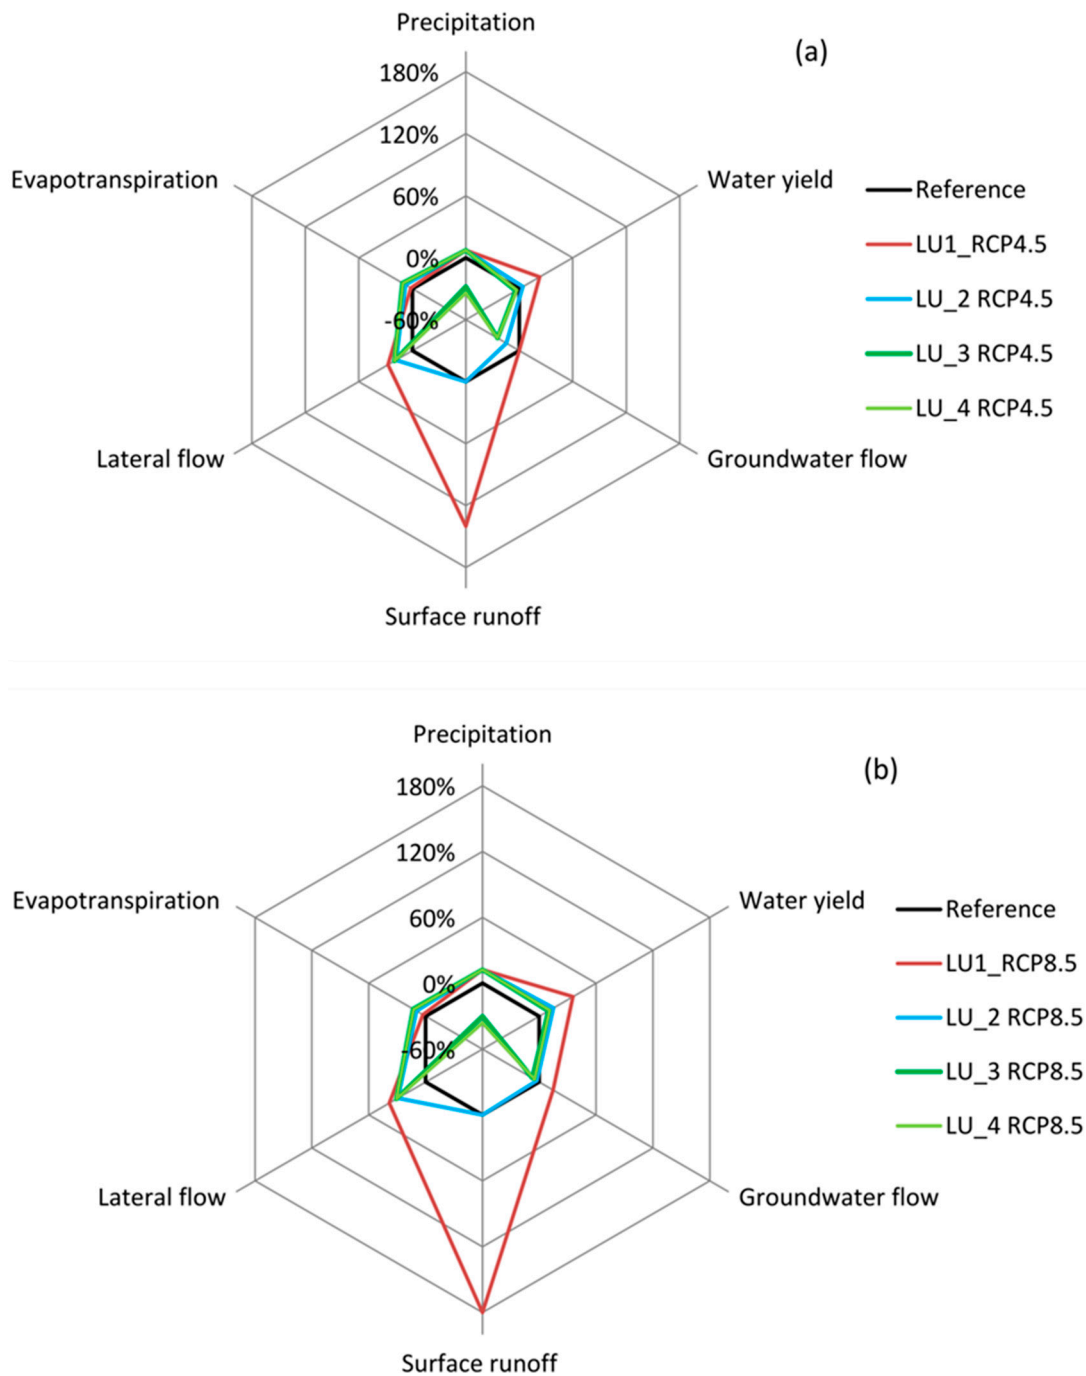 Precipitation
(a)
180%
120%
Evapotranspiration
Water yield
60%
0%
-60%
Reference
LU1_RCP4.5
LU_2 RCP4.5
LU_3 RCP4.5
LU_4 RCP4.5
Lateral flow
Groundwater flow
Surface runoff
Precipitation
(b)
180%
120%
Evapotranspiration
Water yield
60%
0%
-60%
Reference
LU1_RCP8.5
LU_2 RCP8.5
LU_3 RCP8.5
LU_4 RCP8.5
Lateral flow
Groundwater flow
Surface runoff